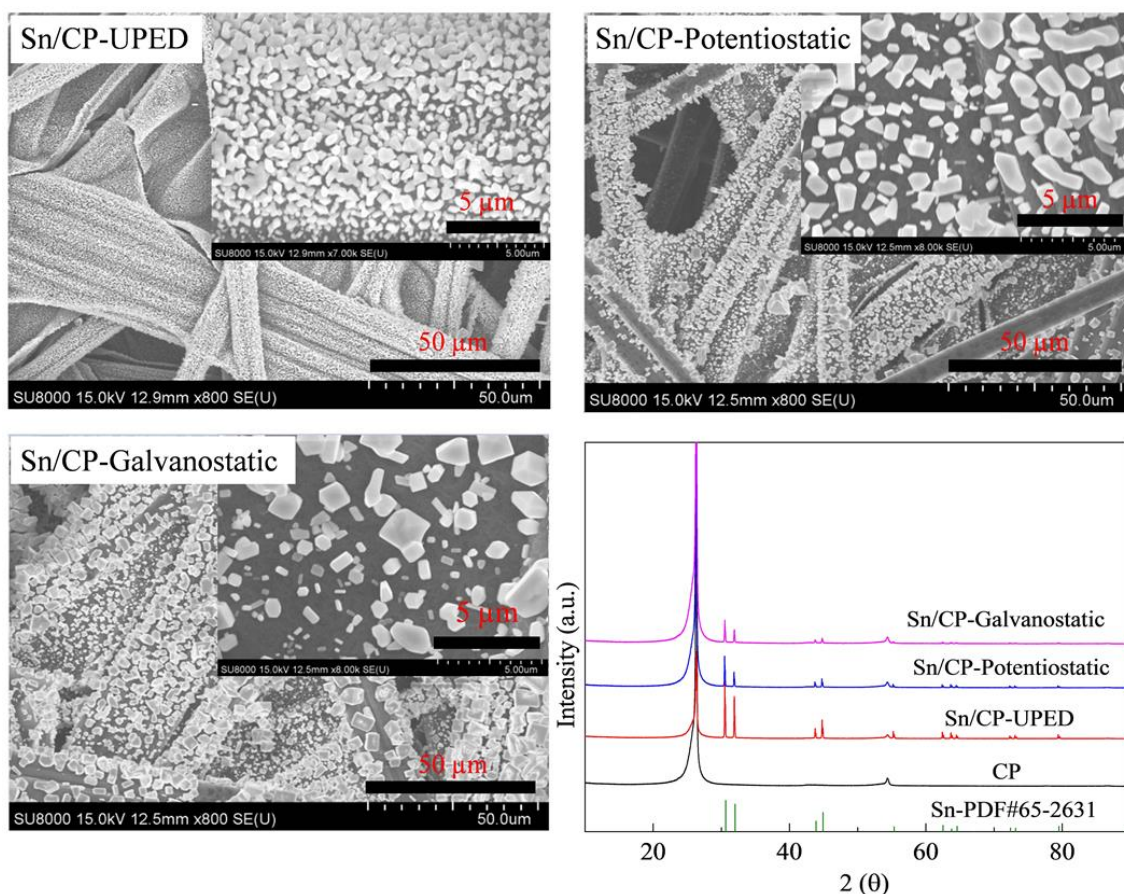 Sn/CP-UPED
5 µm
SU8000 15.0kV 12.9mm x7.00k SE(U)
5.00um
50 µm
SU8000 15.0kV 12.9mm x800 SE(U)
50.0um
Sn/CP-Potentiostatic
5 µm
SU8000 15.0kV 12.5mm x8.00k SE(U)
5.00um
50 µm
SU8000 15.0kV 12.5mm x800 SE(U)
50.0um
Sn/CP-Galvanostatic
5 µm
SU8000 15.0kV 12.5mm x8.00k SE(U)
5.00um
50 µm
SU8000 15.0kV 12.5mm x800 SE(U)
50.0um
Intensity (a.u.)
Sn/CP-Galvanostatic
Sn/CP-Potentiostatic
Sn/CP-UPED
CP
Sn-PDF#65-2631
20 40 60 80
2 (θ)